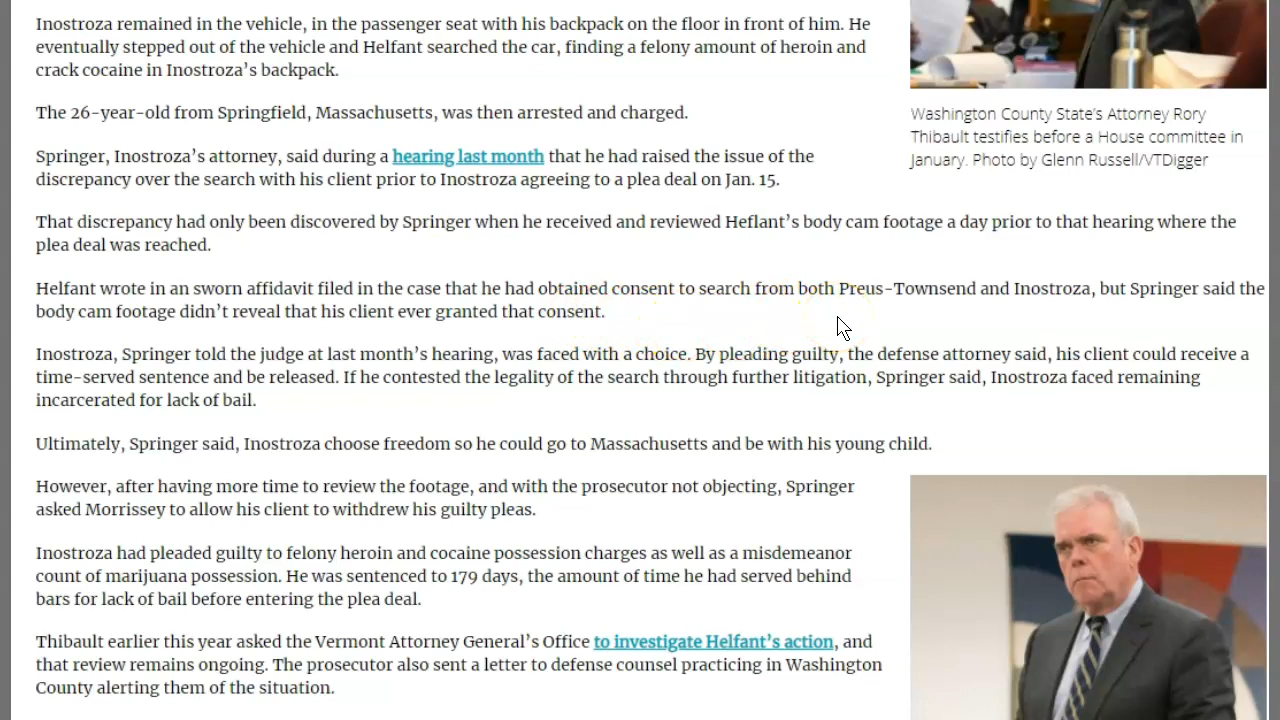 Inostroza remained in the vehicle, in the passenger seat with his backpack on the floor in front of him. He
eventually stepped out of the vehicle and Helfant searched the car, finding a felony amount of heroin and
crack cocaine in Inostroza’s backpack.
The 26-year-old from Springfield, Massachusetts, was then arrested and charged.
Washington County State’s Attorney Rory
Thibault testifies before a House committee in
January. Photo by Glenn Russell/VTDigger
Springer, Inostroza’s attorney, said during a hearing last month that he had raised the issue of the
discrepancy over the search with his client prior to Inostroza agreeing to a plea deal on Jan. 15.
That discrepancy had only been discovered by Springer when he received and reviewed Heflant’s body cam footage a day prior to that hearing where the
plea deal was reached.
Helfant wrote in an sworn affidavit filed in the case that he had obtained consent to search from both Preus-Townsend and Inostroza, but Springer said the
body cam footage didn’t reveal that his client ever granted that consent.
Inostroza, Springer told the judge at last month’s hearing, was faced with a choice. By pleading guilty, the defense attorney said, his client could receive a
time-served sentence and be released. If he contested the legality of the search through further litigation, Springer said, Inostroza faced remaining
incarcerated for lack of bail.
Ultimately, Springer said, Inostroza choose freedom so he could go to Massachusetts and be with his young child.
However, after having more time to review the footage, and with the prosecutor not objecting, Springer
asked Morrissey to allow his client to withdrew his guilty pleas.
Inostroza had pleaded guilty to felony heroin and cocaine possession charges as well as a misdemeanor
count of marijuana possession. He was sentenced to 179 days, the amount of time he had served behind
bars for lack of bail before entering the plea deal.
Thibault earlier this year asked the Vermont Attorney General’s Office to investigate Helfant’s action, and
that review remains ongoing. The prosecutor also sent a letter to defense counsel practicing in Washington
County alerting them of the situation.